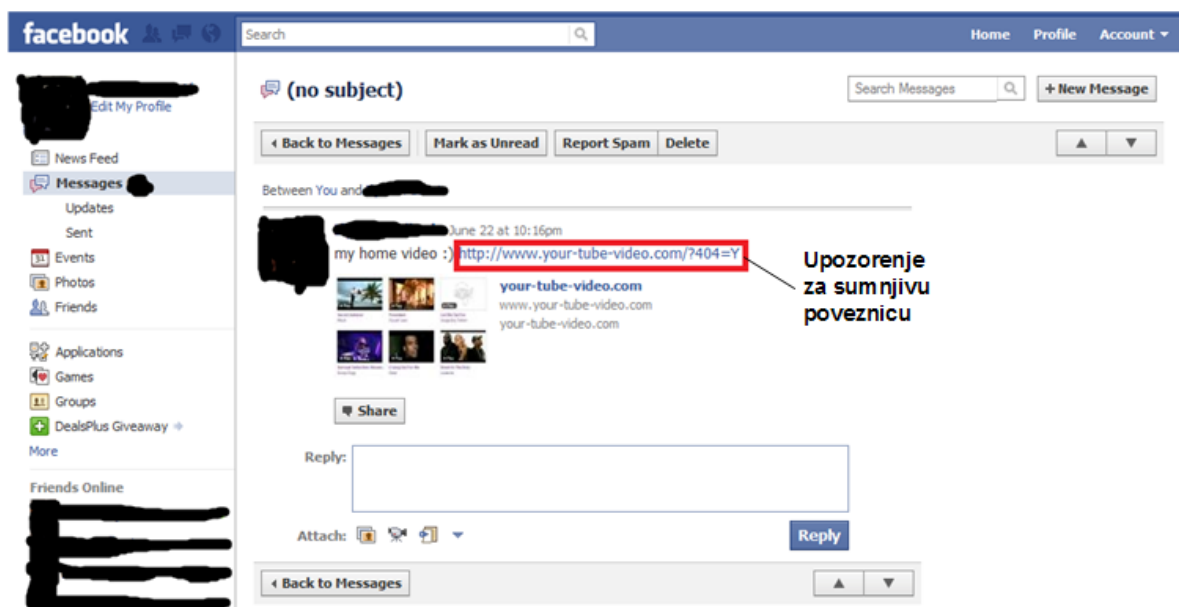 facebook
Search
Home Profile Account
Edit My Profile
News Feed
Messages
Updates
Sent
Events
Photos
Friends
Applications
Games
Groups
DealsPlus Giveaway
More
Friends Online
(no subject)
Search Messages
+ New Message
Back to Messages Mark as Unread Report Spam Delete
Between You and
June 22 at 10:16pm
my home video :) http://www.your-tube-video.com/?404=Y
your-tube-video.com
www.your-tube-video.com
your-tube-video.com
Share
Reply:
Attach:
Reply
Back to Messages
Upozorenje
za sumnjivu
poveznicu
31